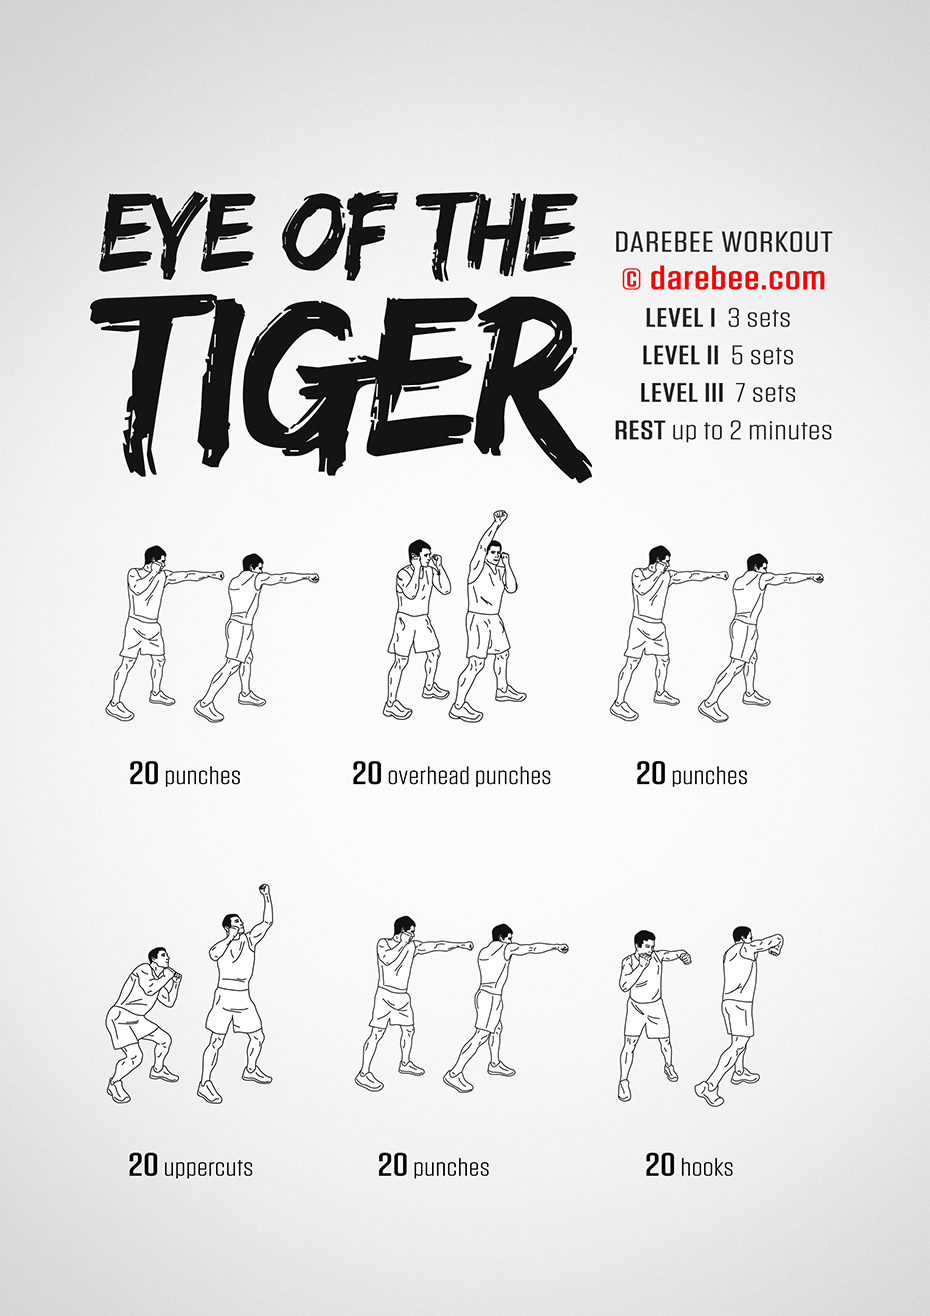 EYE OF THE
TIGER
DAREBEE WORKOUT
© darebee.com
LEVEL I 3 sets
LEVEL II 5 sets
LEVEL III 7 sets
REST up to 2 minutes
20 punches
20 overhead punches
20 punches
20 uppercuts
20 punches
20 hooks